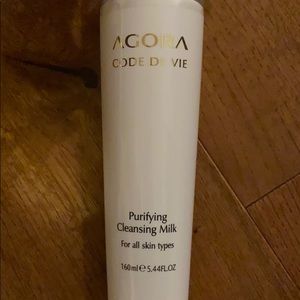 AGORA
CODE DE VIE
Purifying
Cleansing Milk
For all skin types
160ml℮5.44FL.OZ